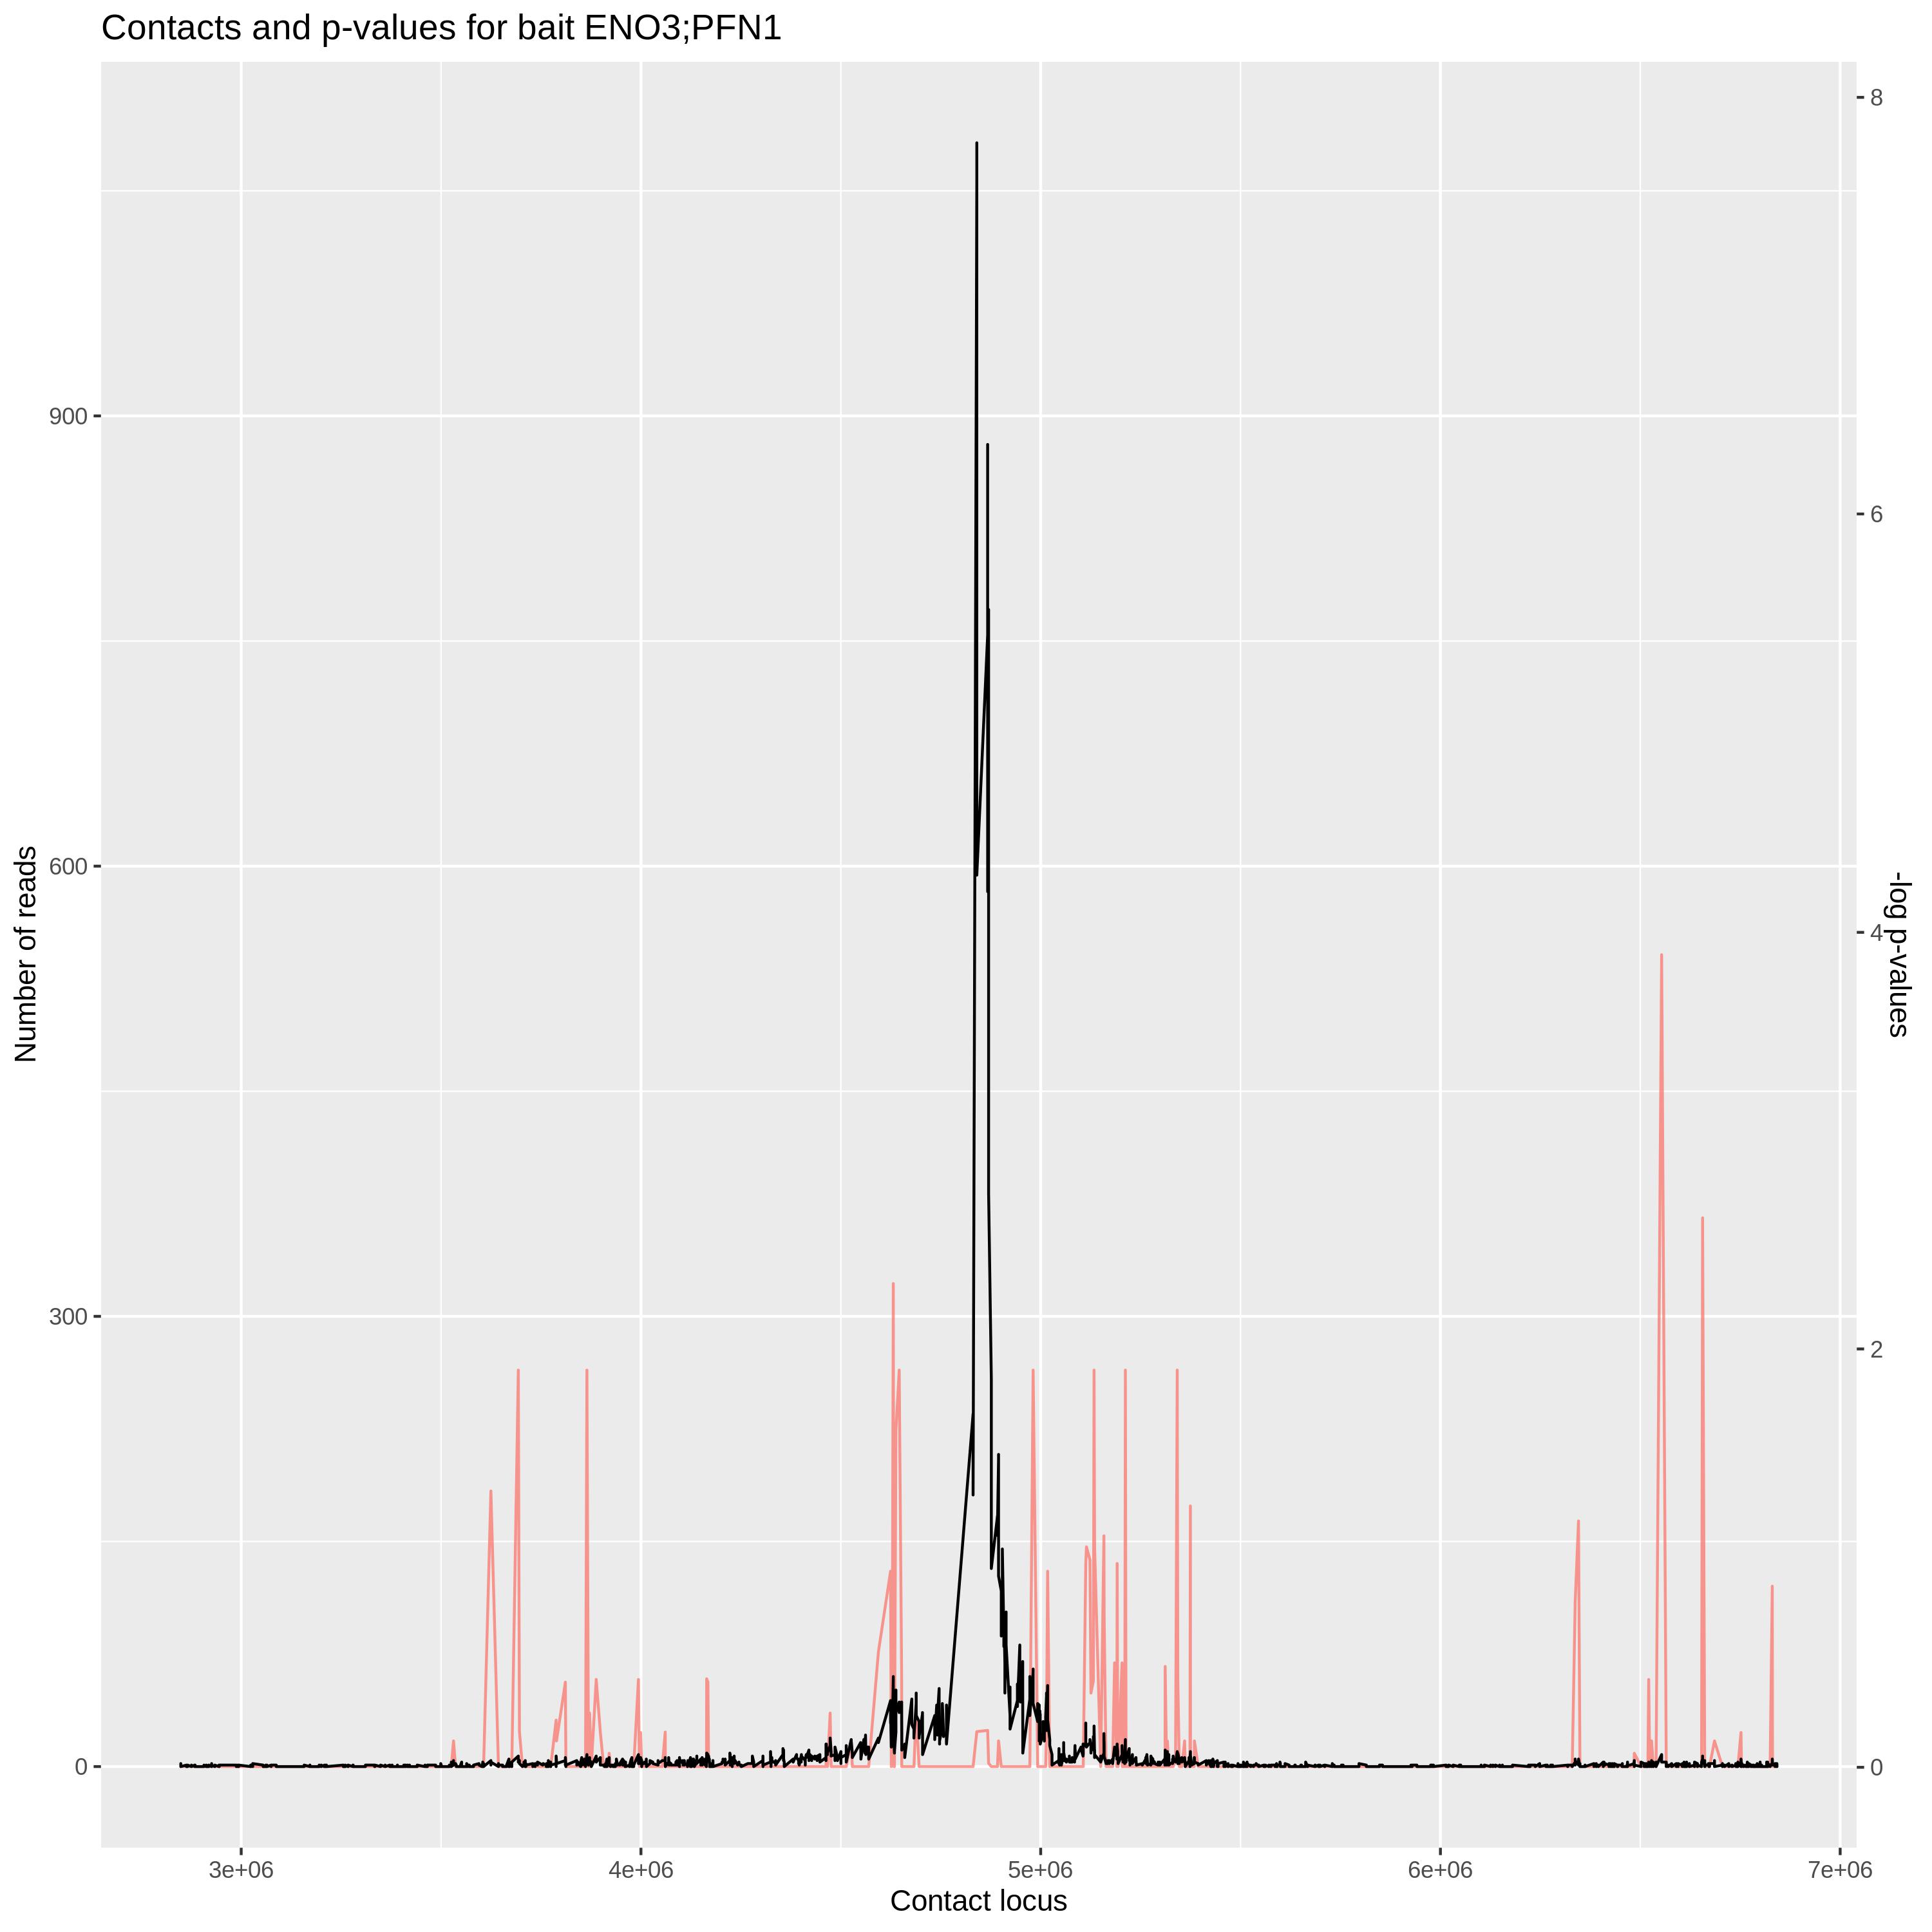 Contacts and p-values for bait ENO3;PFN1
Number of reads
900
600
300
0
8
6
4
2
0
-log p-values
3e+06
4e+06
5e+06
6e+06
7e+06
Contact locus